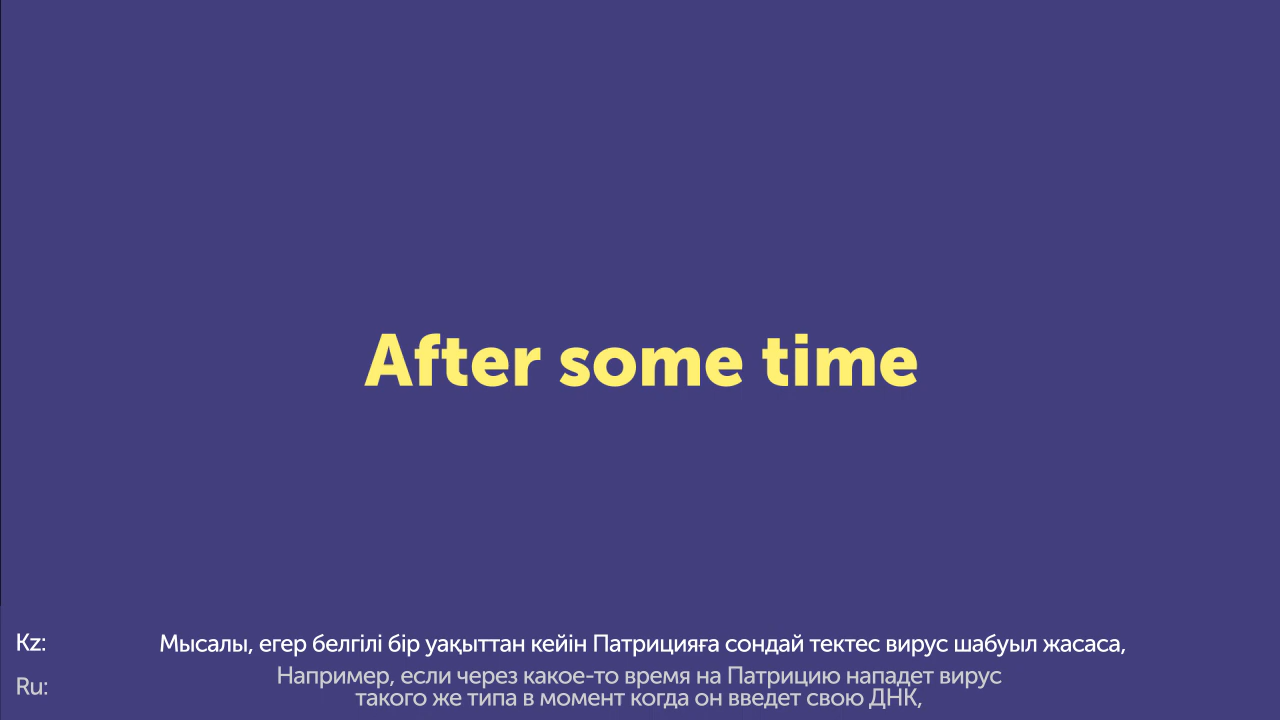 After some time
Kz: Мысалы, егер белгілі бір уақыттан кейін Патрицияға сондай тектес вирус шабуыл жасаса,
Ru: Например, если через какое-то время на Патрицию нападет вирус
такого же типа в момент когда он введет свою ДНК,